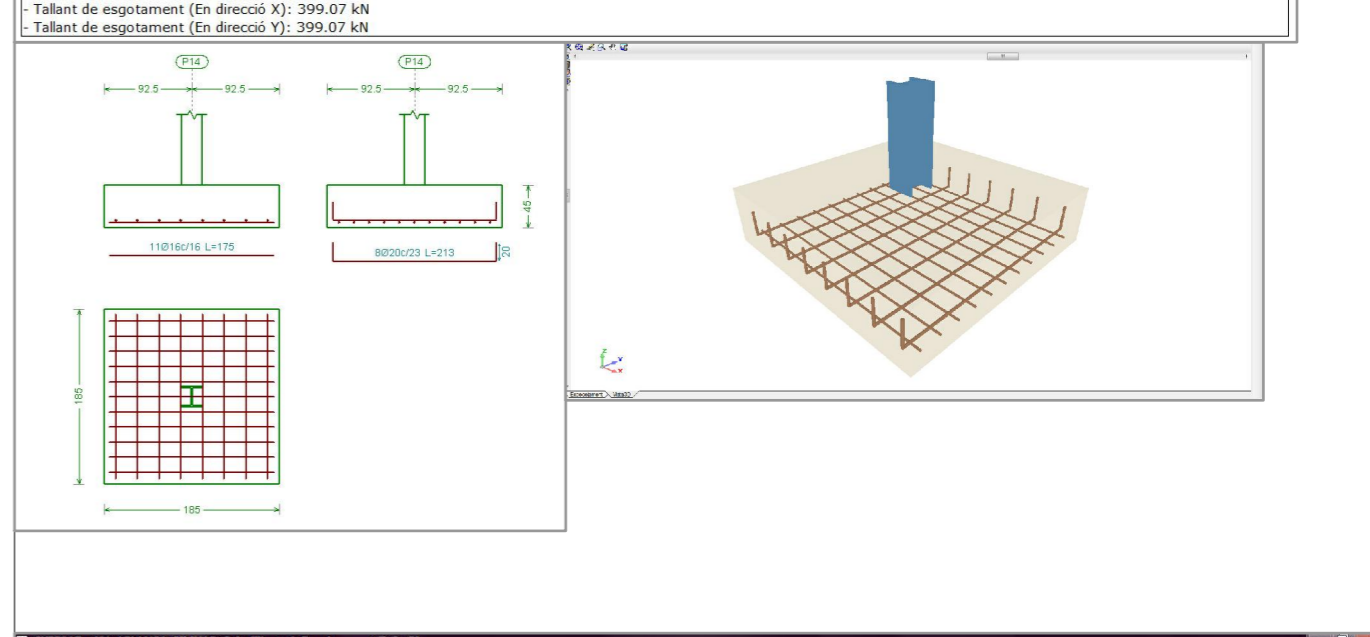 - Tallant de esgotament (En direcció X): 399.07 kN
- Tallant de esgotament (En direcció Y): 399.07 kN
P14
P14
92.5
92.5
92.5
92.5
45
11Ø16c/16 L=175
8Ø20c/23 L=213
20
185
185
Z
Y
X
Vista3D